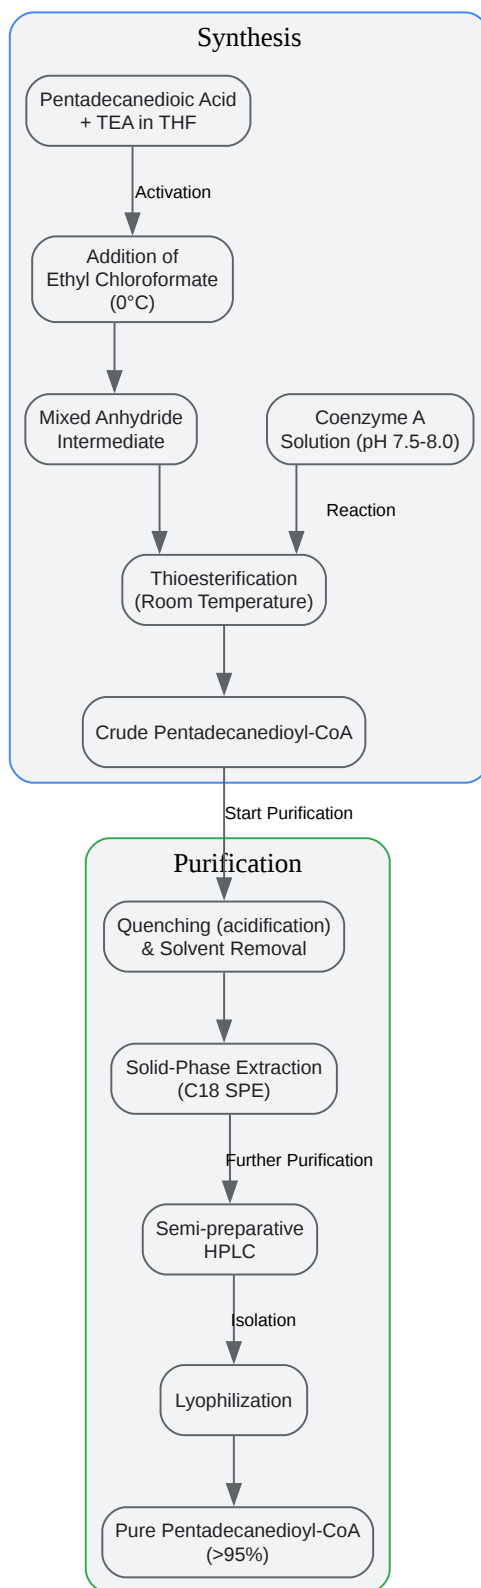 Synthesis
Pentadecanedioic Acid
+ TEA in THF
Activation
Addition of
Ethyl Chloroformate
(0°C)
Mixed Anhydride
Intermediate
Coenzyme A
Solution (pH 7.5-8.0)
Reaction
Thioesterification
(Room Temperature)
Crude Pentadecanedioyl-CoA
Start Purification
Purification
Quenching (acidification)
& Solvent Removal
Solid-Phase Extraction
(C18 SPE)
Further Purification
Semi-preparative
HPLC
Isolation
Lyophilization
Pure Pentadecanedioyl-CoA
(>95%)